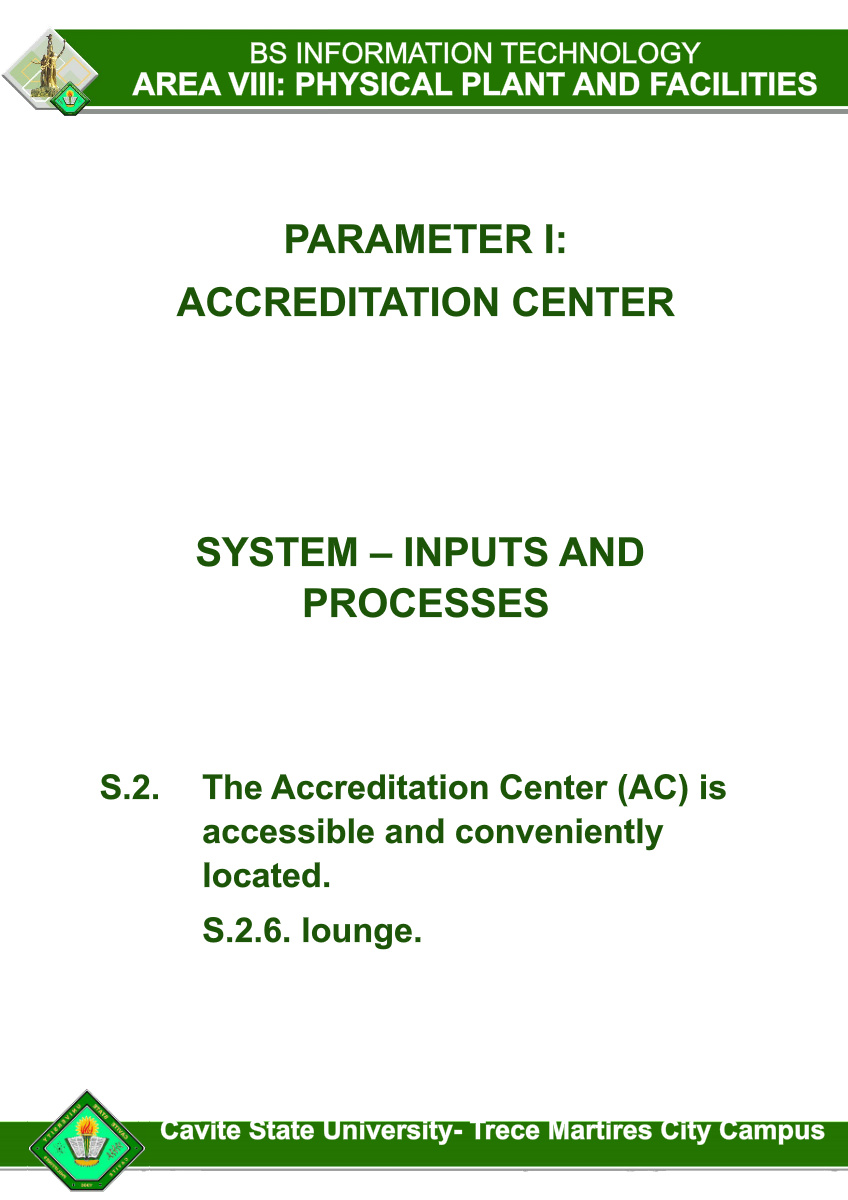 BS INFORMATION TECHNOLOGY
AREA VIII: PHYSICAL PLANT AND FACILITIES
PARAMETER I:
ACCREDITATION CENTER
SYSTEM – INPUTS AND
PROCESSES
S.2. The Accreditation Center (AC) is
accessible and conveniently
located.
S.2.6. lounge.
Cavite State University- Trece Martires City Campus